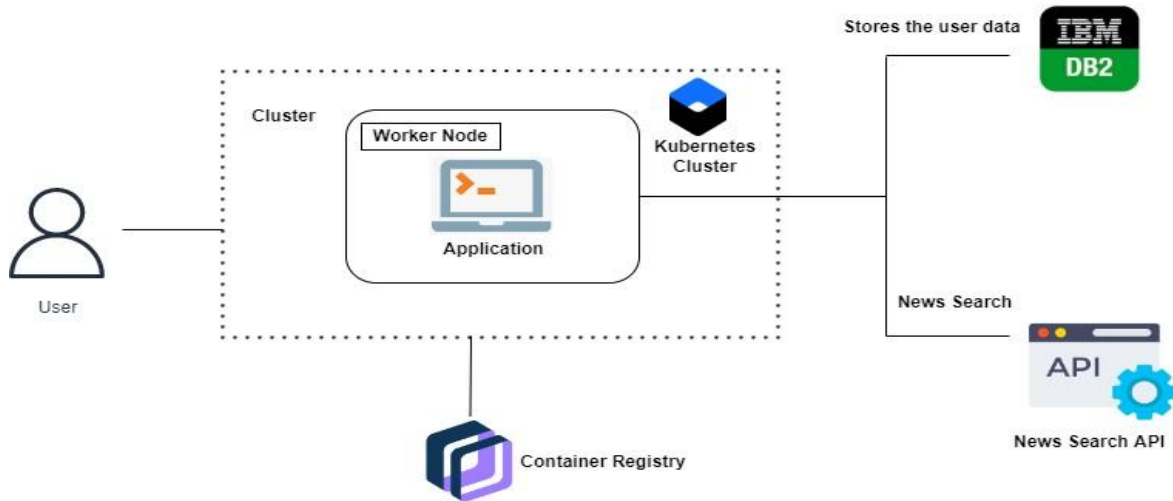 Stores the user data
IBM
DB2
Cluster
Worker Node
Kubernetes
Cluster
Application
User
News Search
API
News Search API
Container Registry